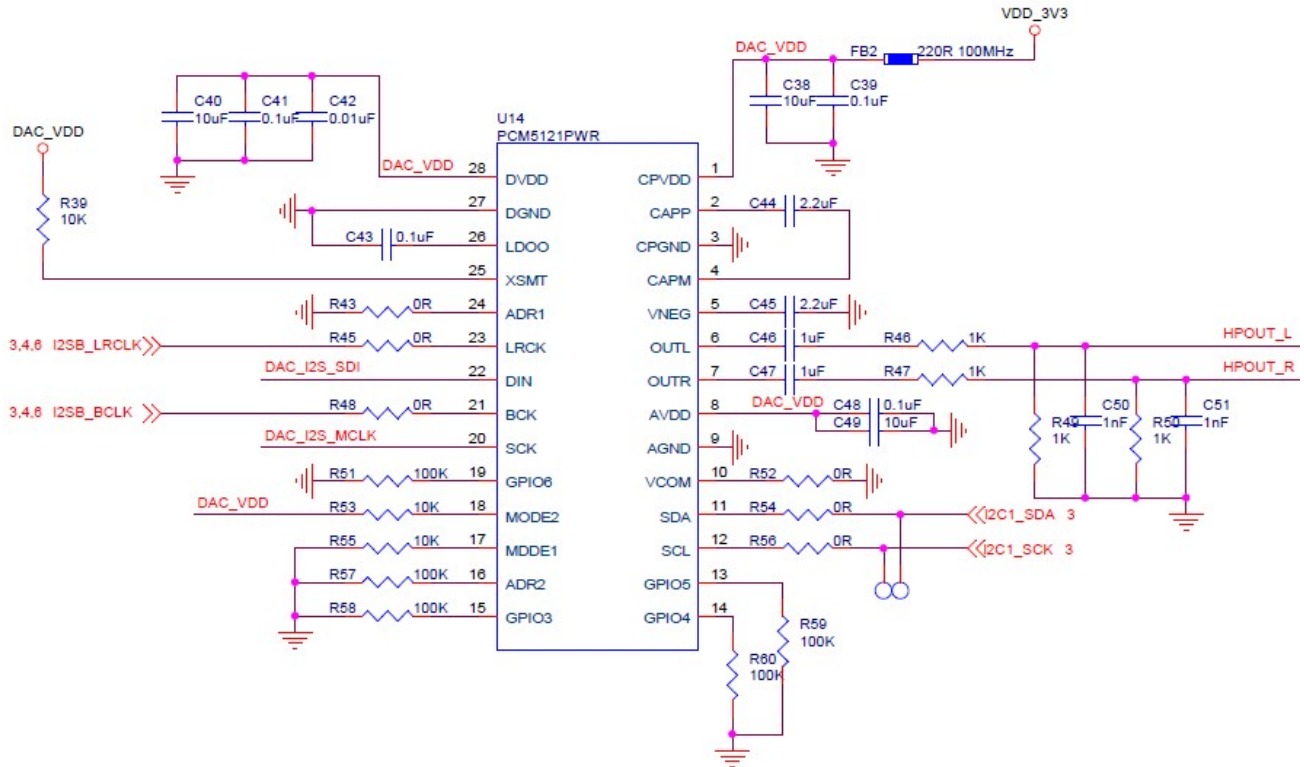 VDD_3V3
DAC_VDD
FB2 220R 100MHz
C40
10uF
C41
0.1uF
C42
0.01uF
C38
10uF
C39
0.1uF
DAC_VDD
R39
10K
U14
PCM5121PWR
DAC_VDD 28 DVDD
27 DGND
C43 0.1uF 26 LDOO
25 XSMT
R43 0R 24 ADR1
3,4,6 I2SB_LRCLK R45 0R 23 LRCK
DAC_I2S_SDI 22 DIN
3,4,6 I2SB_BCLK R48 0R 21 BCK
DAC_I2S_MCLK 20 SCK
R51 100K 19 GPIO6
DAC_VDD R53 10K 18 MODE2
R55 10K 17 MDDE1
R57 100K 16 ADR2
R58 100K 15 GPIO3
CPVDD 1
CAPP 2 C44 2.2uF
CPGND 3
CAPM 4
VNEG 5 C45 2.2uF
OUTL 6 C46 1uF R46 1K HPOUT_L
OUTR 7 C47 1uF R47 1K HPOUT_R
AVDD 8 DAC_VDD C48 0.1uF
C49 10uF
AGND 9
VCOM 10 R52 0R
SDA 11 R54 0R I2C1_SDA 3
SCL 12 R56 0R I2C1_SCK 3
GPIO5 13
GPIO4 14
R49
1K
C50
1nF
R50
1K
C51
1nF
R59
100K
R60
100K